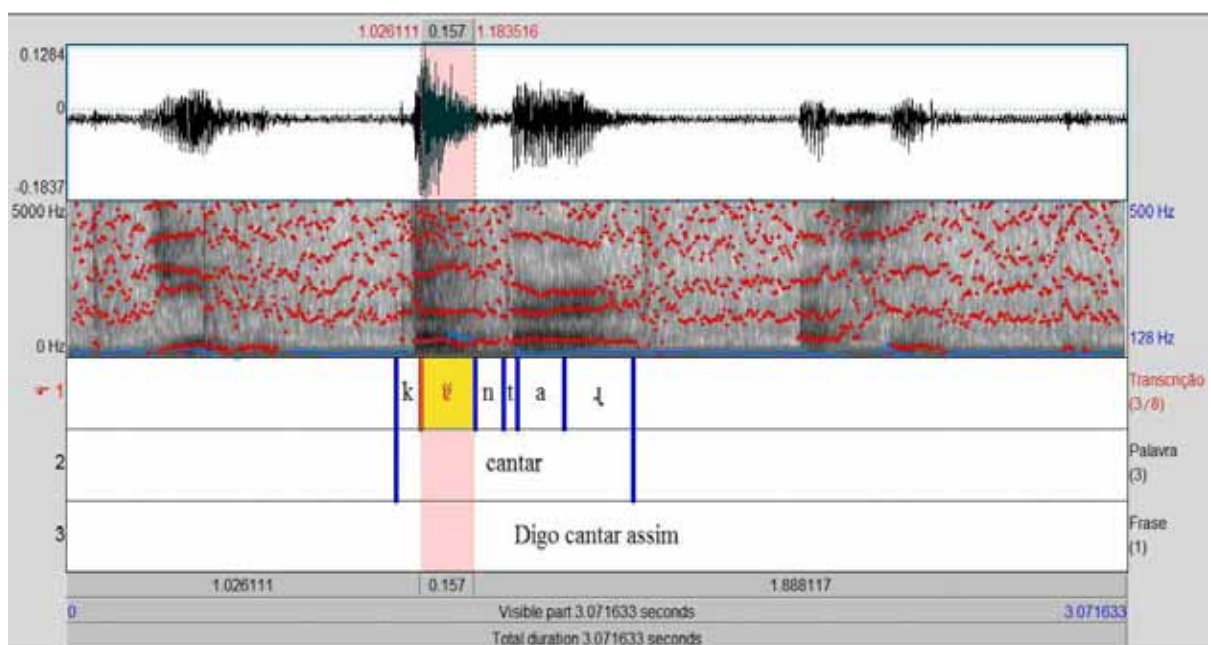 1.026111 0.157 1.183516
0.1284
0
-0.1837
5000 Hz 500 Hz
0 Hz 128 Hz
1 k ɐ̃ n t a ɻ Transcrição (3/8)
2 cantar Palavra (3)
3 Digo cantar assim Frase (1)
1.026111 0.157 1.888117
0 Visible part 3.071633 seconds 3.071633
Total duration 3.071633 seconds